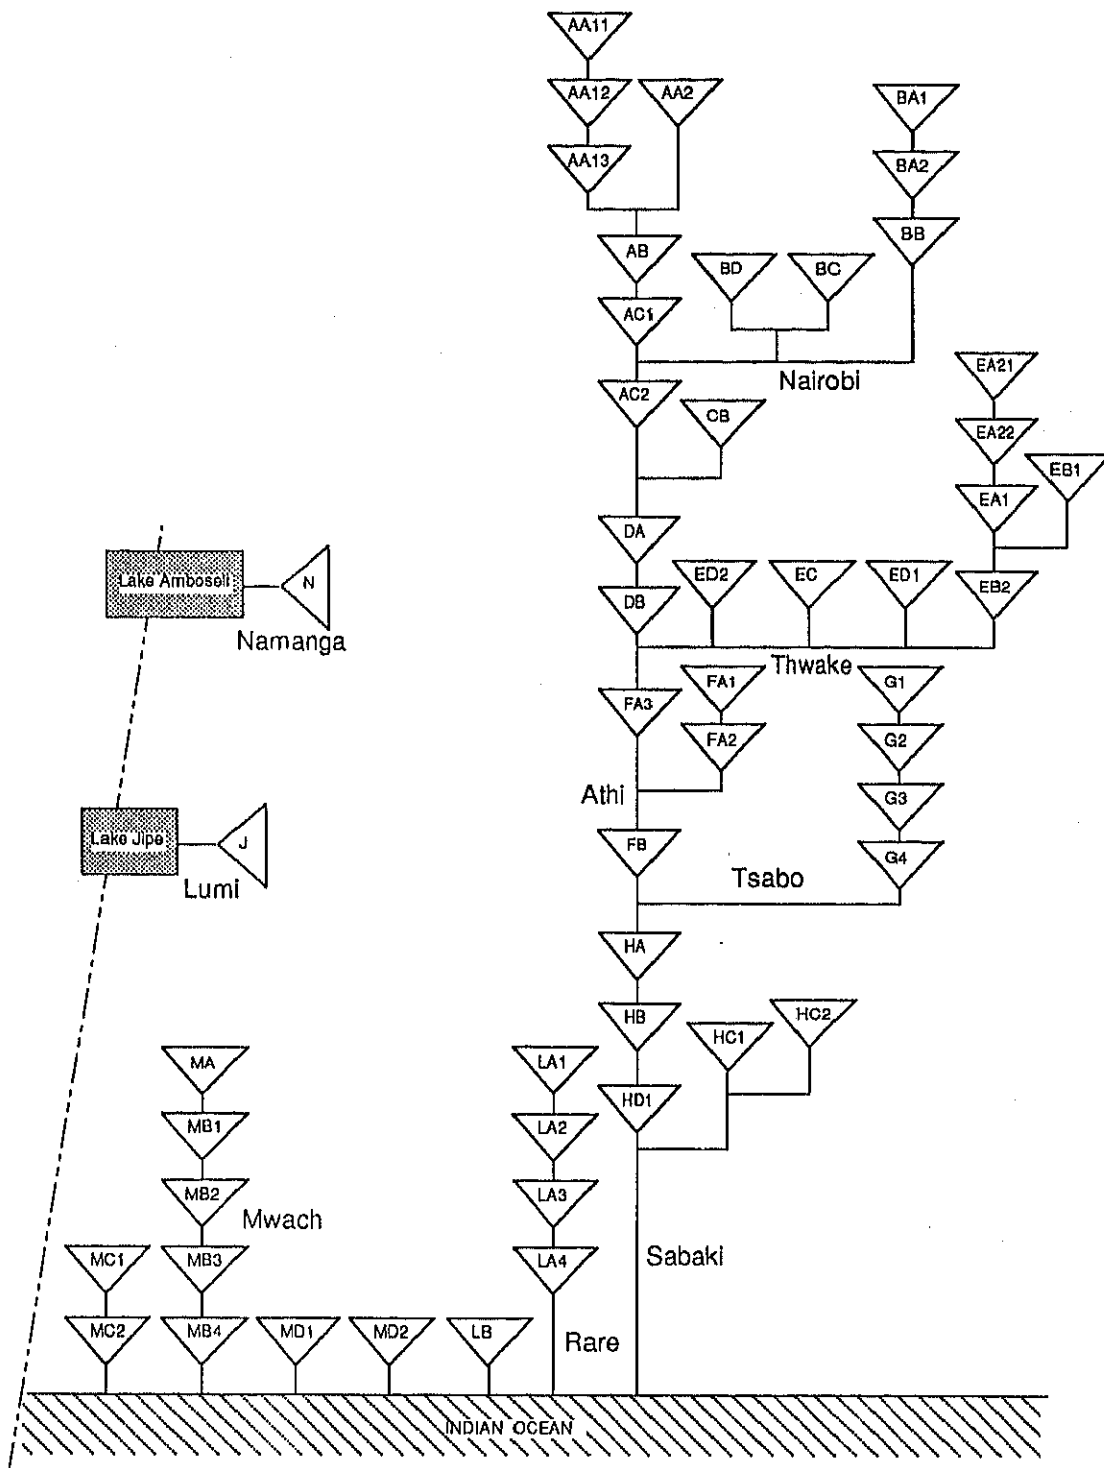 AA11
AA12
AA2
BA1
AA13
BA2
BB
AB
BD
BC
AC1
Nairobi
EA21
AC2
CB
EA22
EB1
EA1
DA
Lake Amboseli
N
ED2
EC
ED1
EB2
DB
Namanga
Thwake
FA1
G1
FA3
FA2
G2
Athi
G3
Lake Jipe
J
FB
G4
Lumi
Tsabo
HA
HB
HC2
HC1
MA
LA1
HD1
MB1
LA2
MB2
Mwach
LA3
MC1
MB3
LA4
Sabaki
MC2
MB4
MD1
MD2
LB
Rare
INDIAN OCEAN